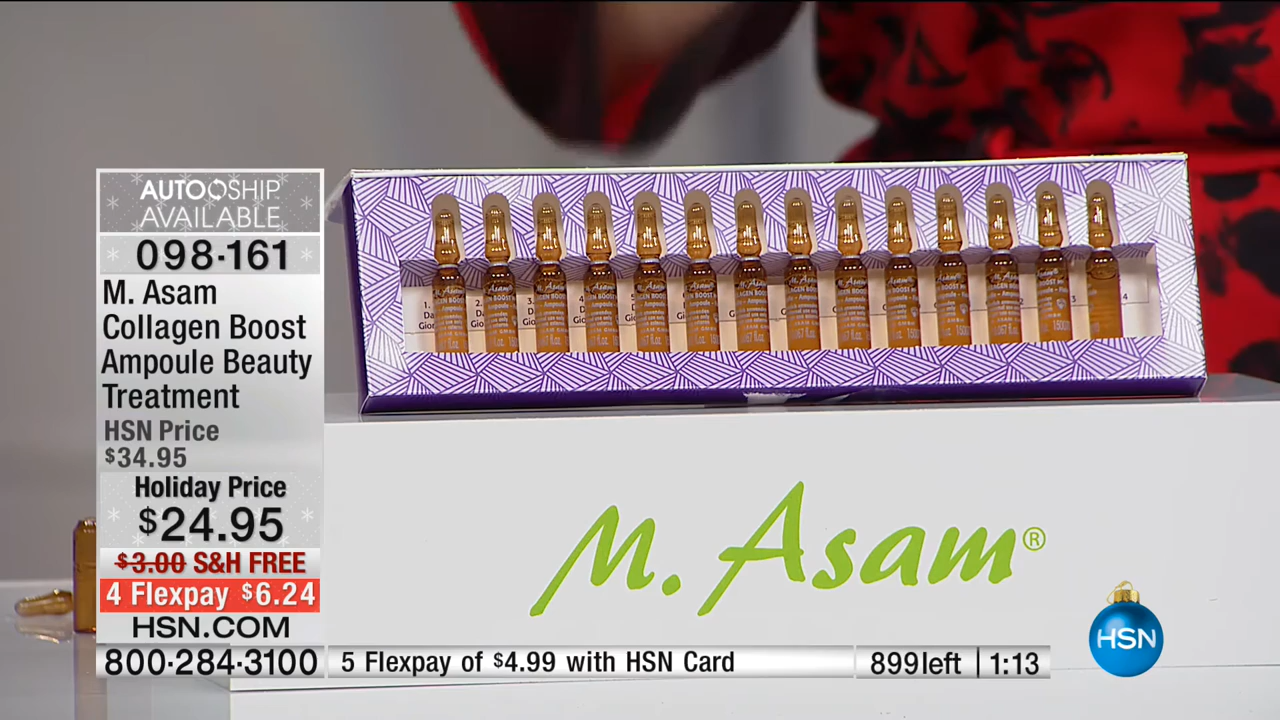 AUTOSHIP
AVAILABLE
098·161
M. Asam
Collagen Boost
Ampoule Beauty
Treatment
HSN Price
$34.95
Holiday Price
$24.95
$3.00 S&H FREE
4 Flexpay $6.24
HSN.COM
800·284·3100
5 Flexpay of $4.99 with HSN Card
899left
1:13
M. Asam®
HSN